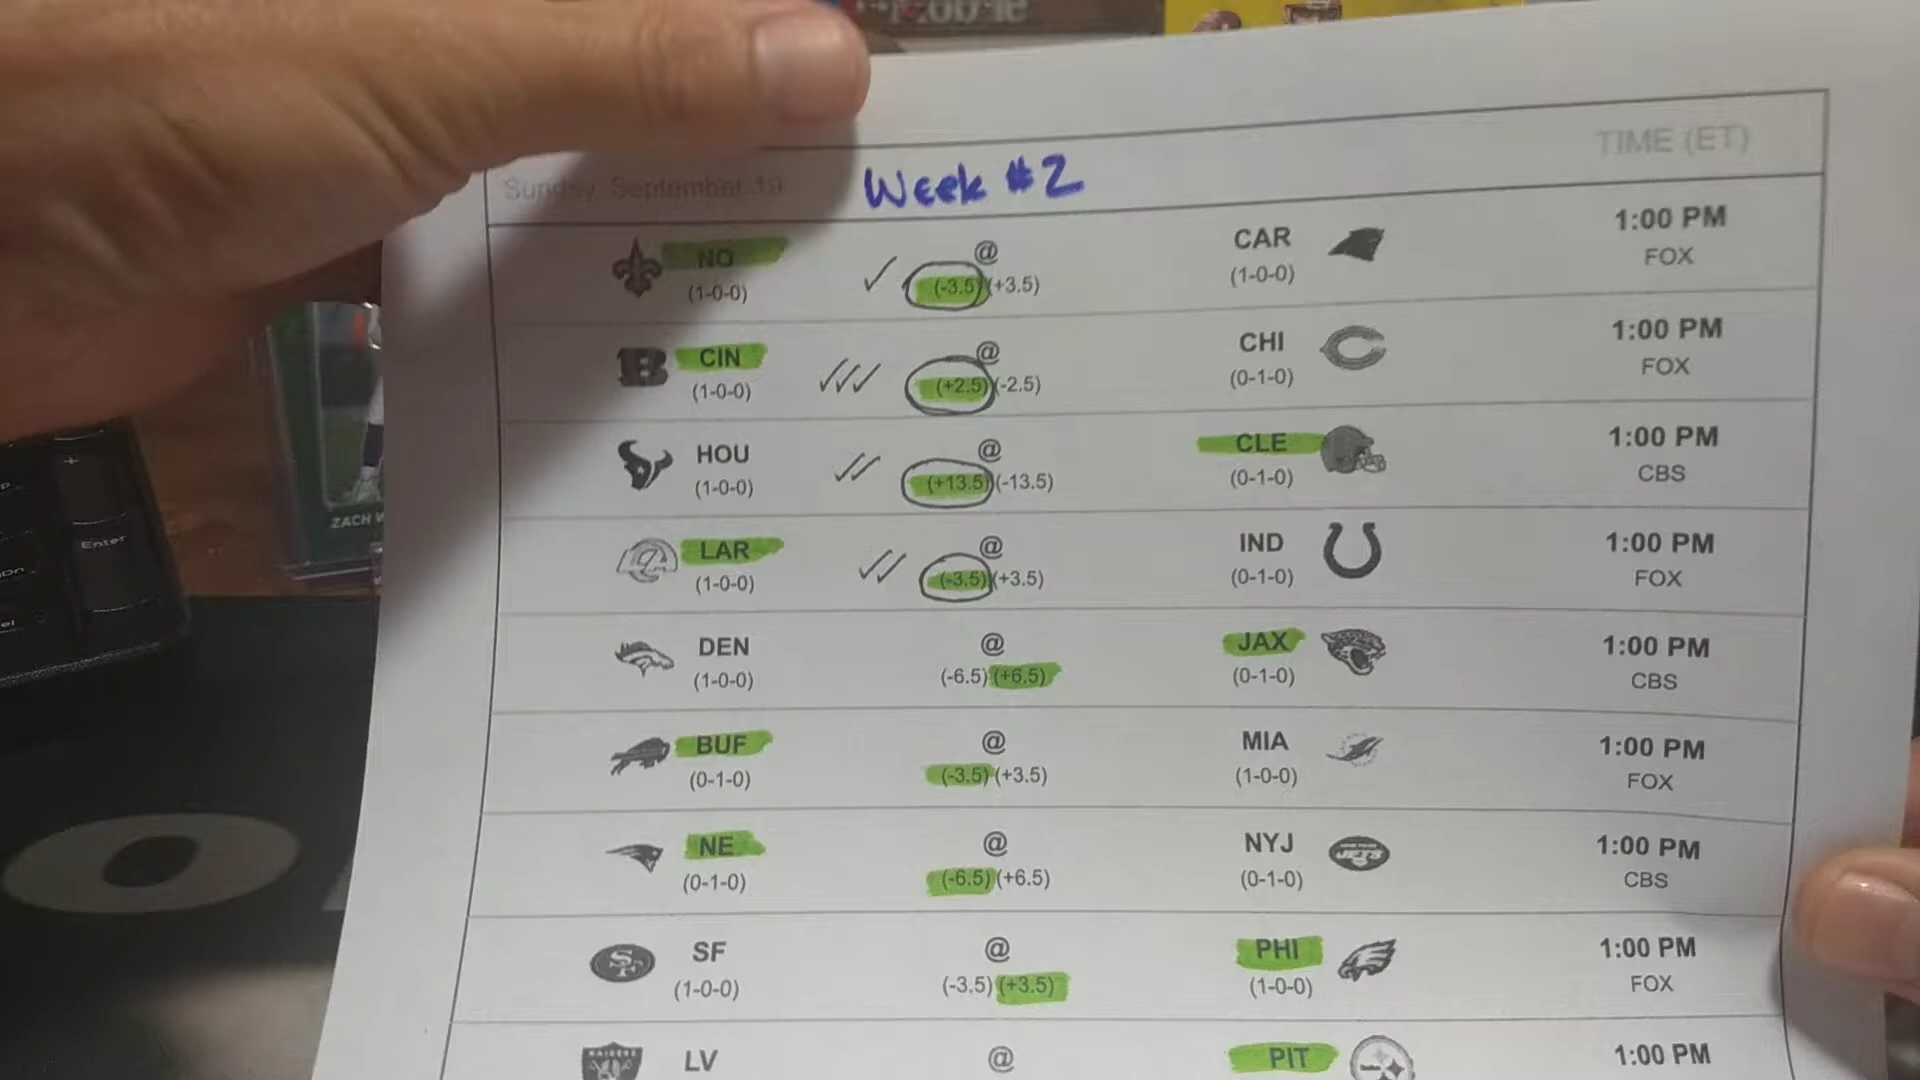 TIME (ET)
Sunday, September 19
Week #2
NO @ CAR 1:00 PM
(1-0-0) (-3.5) (+3.5) (1-0-0) FOX
CIN @ CHI 1:00 PM
(1-0-0) (+2.5) (-2.5) (0-1-0) FOX
HOU @ CLE 1:00 PM
(1-0-0) (+13.5) (-13.5) (0-1-0) CBS
LAR @ IND 1:00 PM
(1-0-0) (-3.5) (+3.5) (0-1-0) FOX
DEN @ JAX 1:00 PM
(1-0-0) (-6.5) (+6.5) (0-1-0) CBS
BUF @ MIA 1:00 PM
(0-1-0) (-3.5) (+3.5) (1-0-0) FOX
NE @ NYJ 1:00 PM
(0-1-0) (-6.5) (+6.5) (0-1-0) CBS
JETS
SF @ PHI 1:00 PM
(1-0-0) (-3.5) (+3.5) (1-0-0) FOX
RAIDERS
LV @ PIT 1:00 PM
ZACH W
Enter